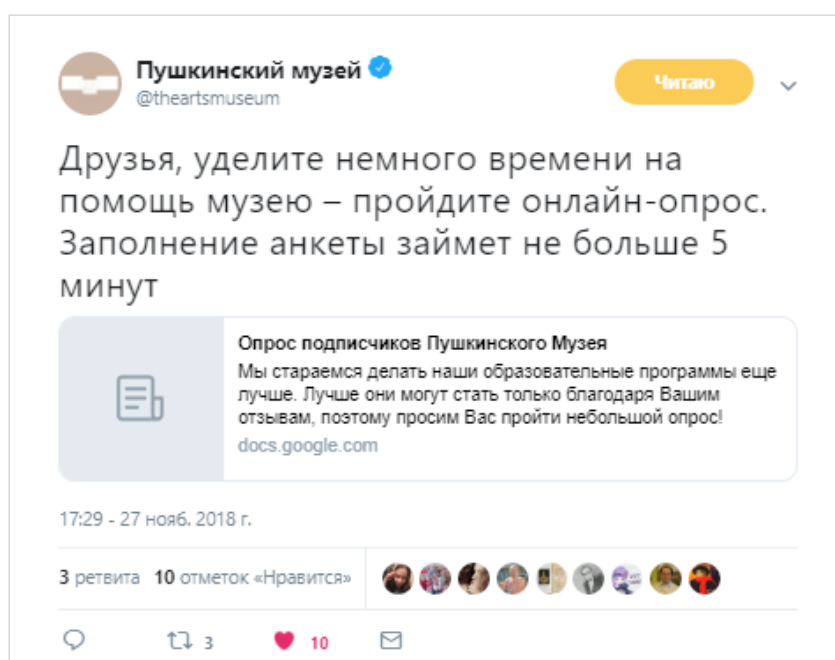 Пушкинский музей
@theartsmuseum
Читаю
Друзья, уделите немного времени на
помощь музею – пройдите онлайн-опрос.
Заполнение анкеты займет не больше 5
минут
Опрос подписчиков Пушкинского Музея
Мы стараемся делать наши образовательные программы еще
лучше. Лучше они могут стать только благодаря Вашим
отзывам, поэтому просим Вас пройти небольшой опрос!
docs.google.com
17:29 - 27 нояб. 2018 г.
3 ретвита 10 отметок «Нравится»
3 10